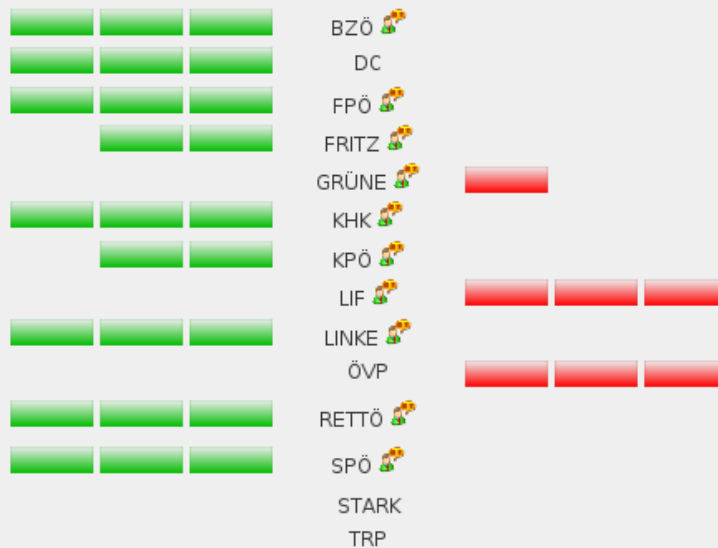 BZÖ
DC
FPÖ
FRITZ
GRÜNE
KHK
KPÖ
LIF
LINKE
ÖVP
RETTÖ
SPÖ
STARK
TRP